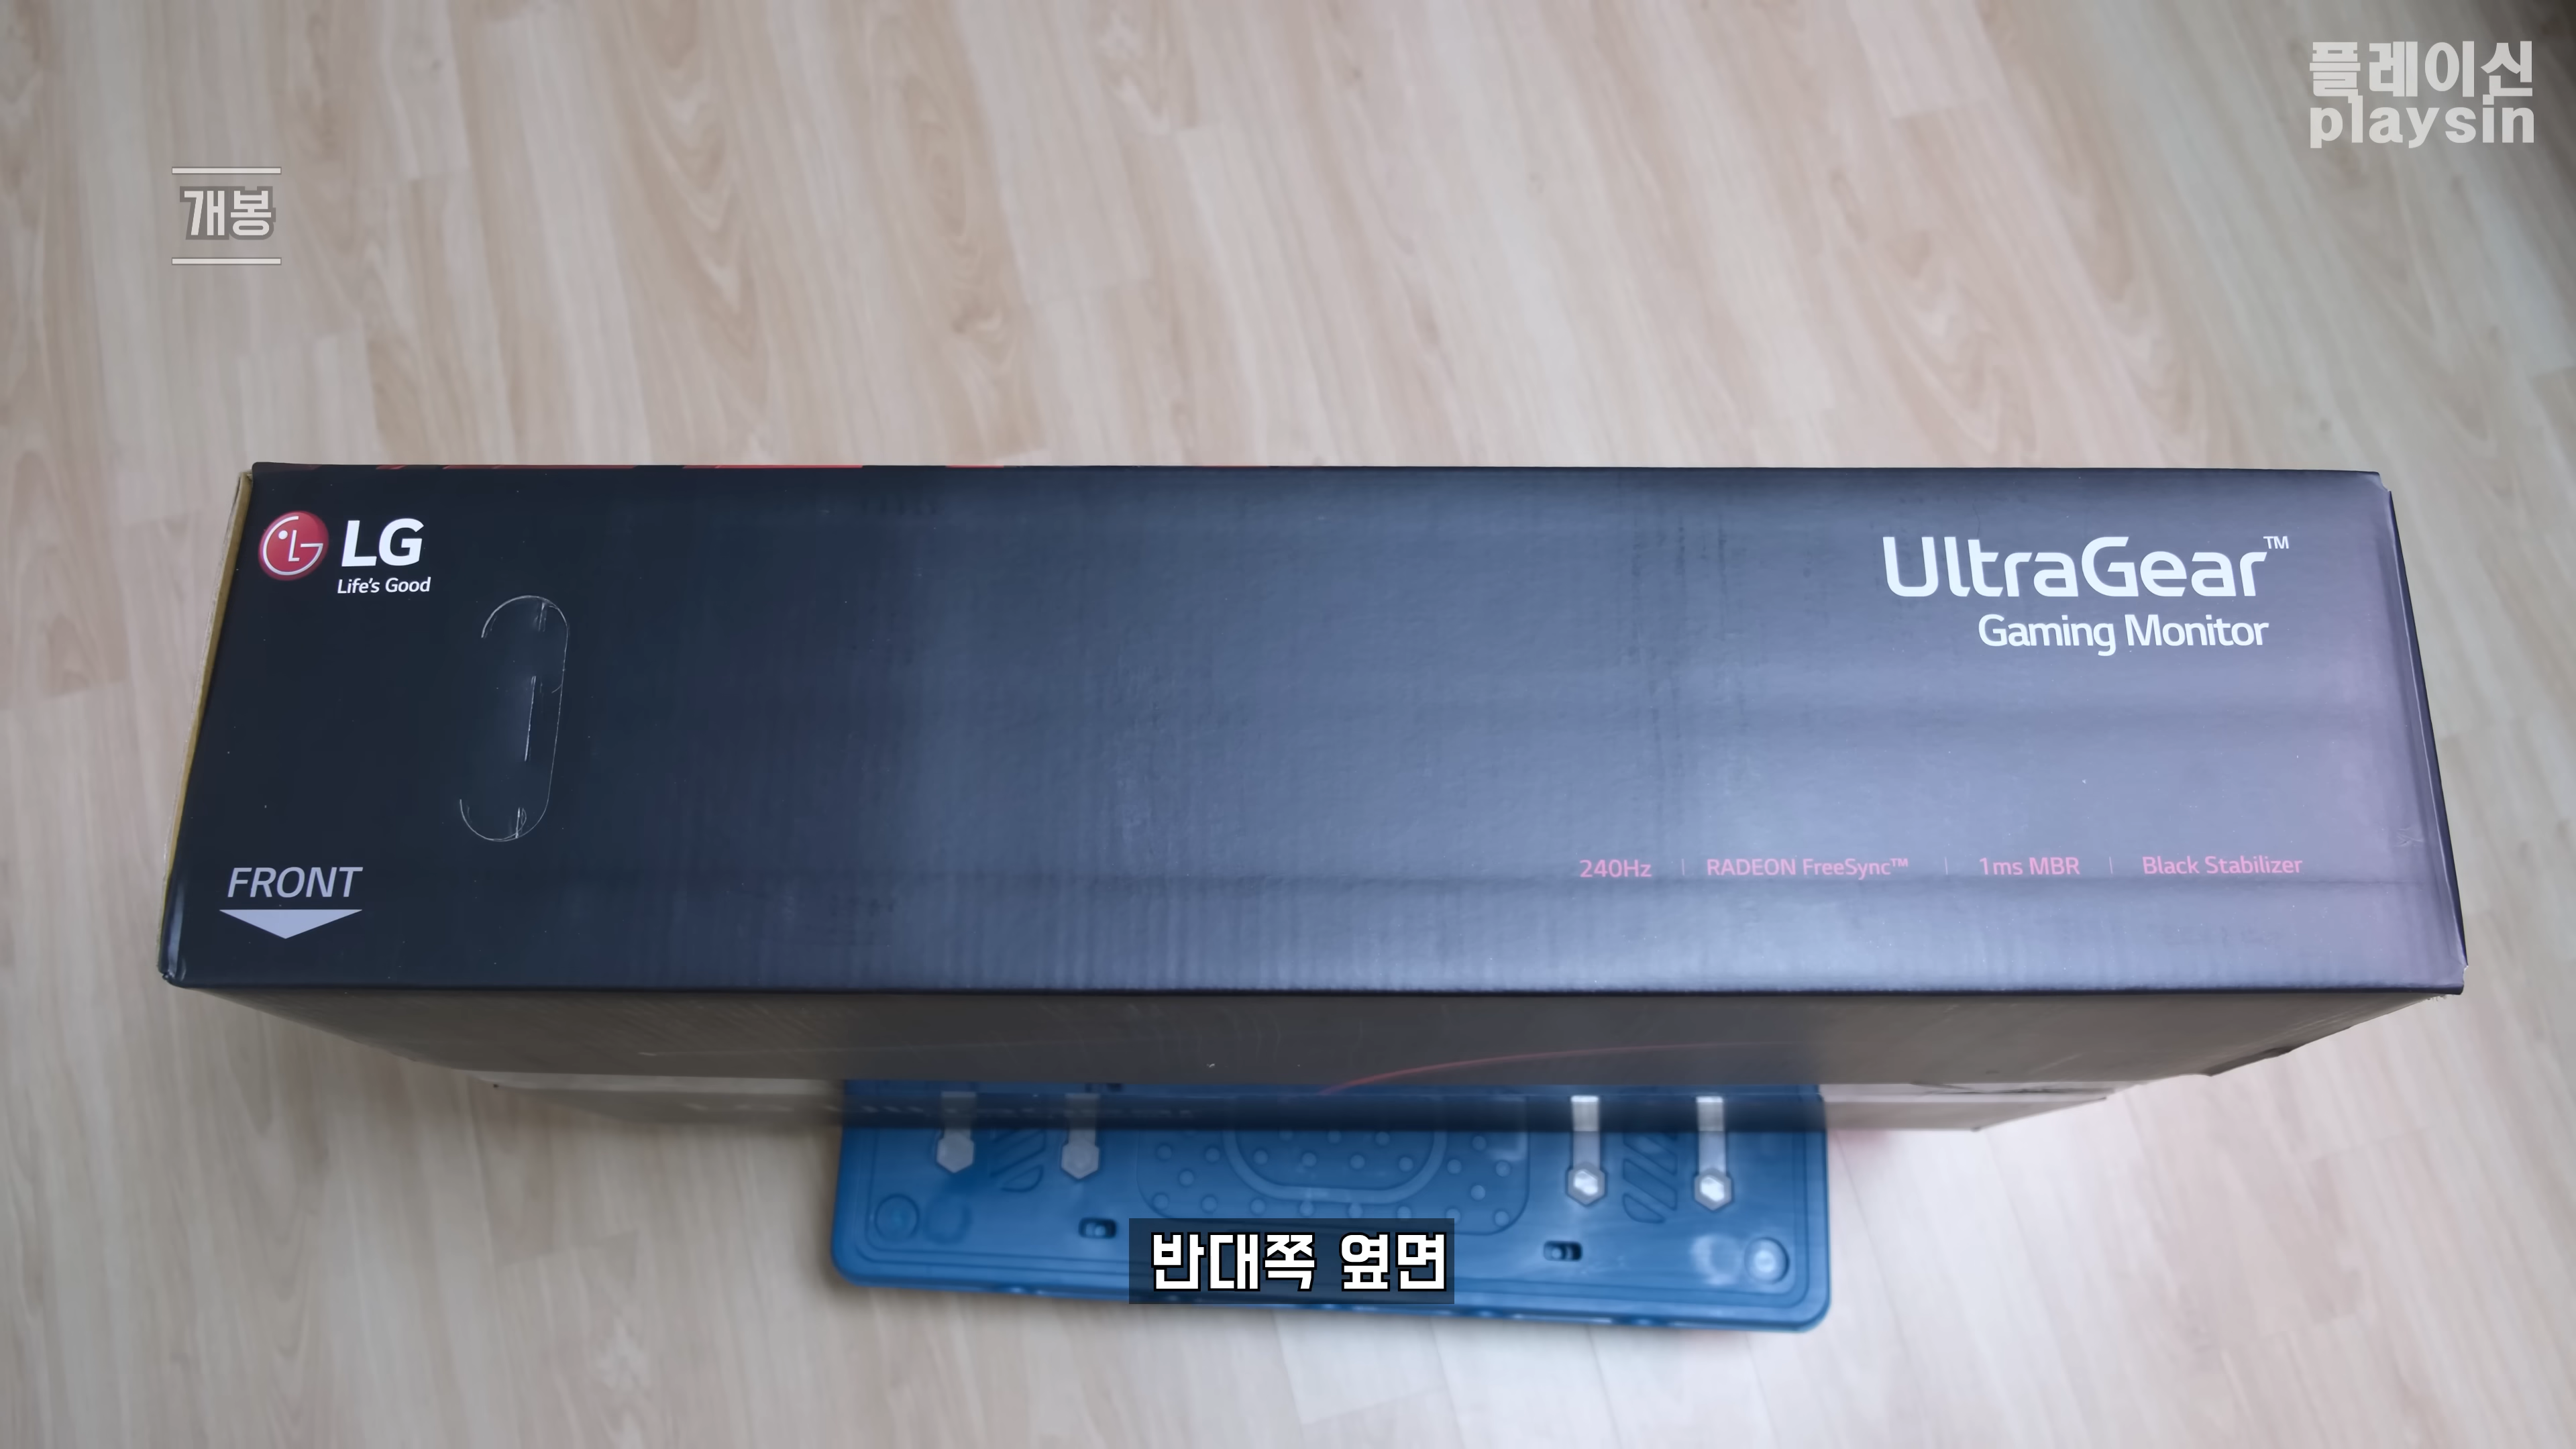 플레이신
playsin
개봉
LG
Life's Good
UltraGear™
Gaming Monitor
FRONT
240Hz | RADEON FreeSync™ | 1ms MBR | Black Stabilizer
반대쪽 옆면